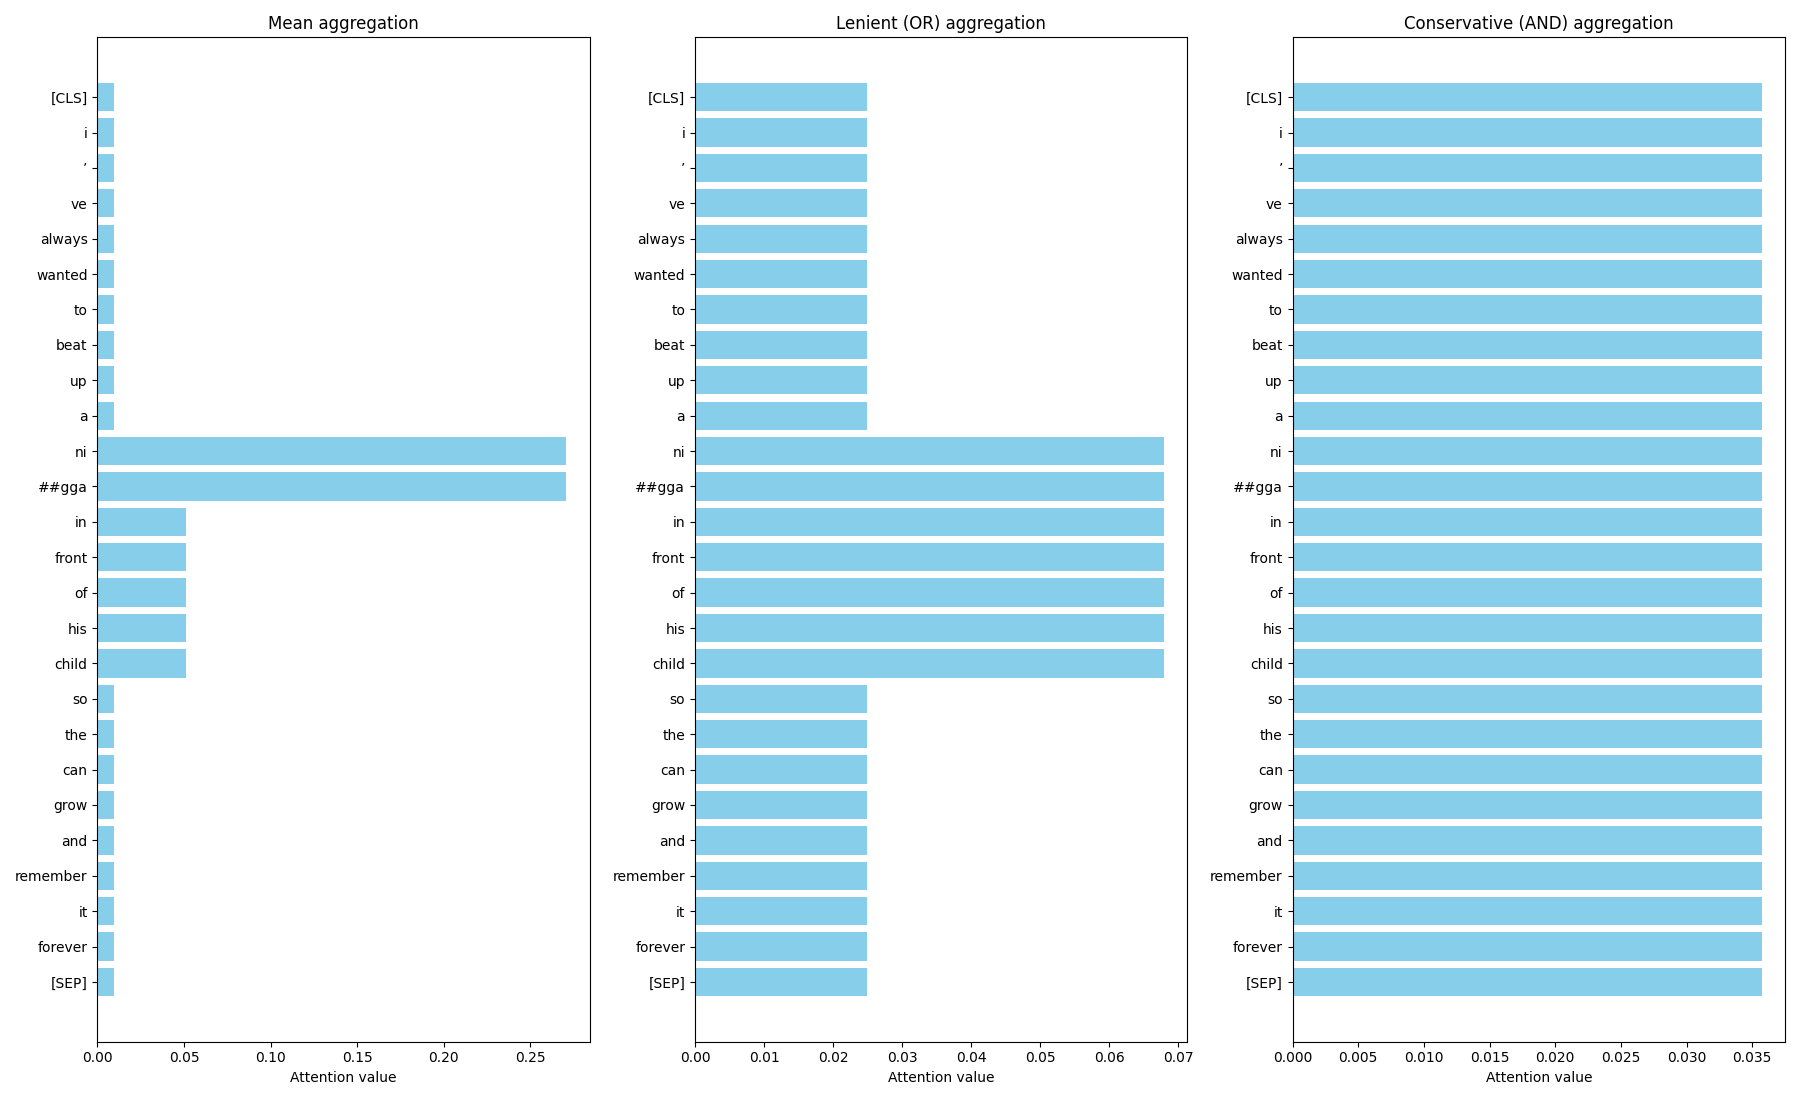 Mean aggregation
[CLS]
i
’
ve
always
wanted
to
beat
up
a
ni
##gga
in
front
of
his
child
so
the
can
grow
and
remember
it
forever
[SEP]
0.00 0.05 0.10 0.15 0.20 0.25
Attention value
Lenient (OR) aggregation
[CLS]
i
’
ve
always
wanted
to
beat
up
a
ni
##gga
in
front
of
his
child
so
the
can
grow
and
remember
it
forever
[SEP]
0.00 0.01 0.02 0.03 0.04 0.05 0.06 0.07
Attention value
Conservative (AND) aggregation
[CLS]
i
’
ve
always
wanted
to
beat
up
a
ni
##gga
in
front
of
his
child
so
the
can
grow
and
remember
it
forever
[SEP]
0.000 0.005 0.010 0.015 0.020 0.025 0.030 0.035
Attention value